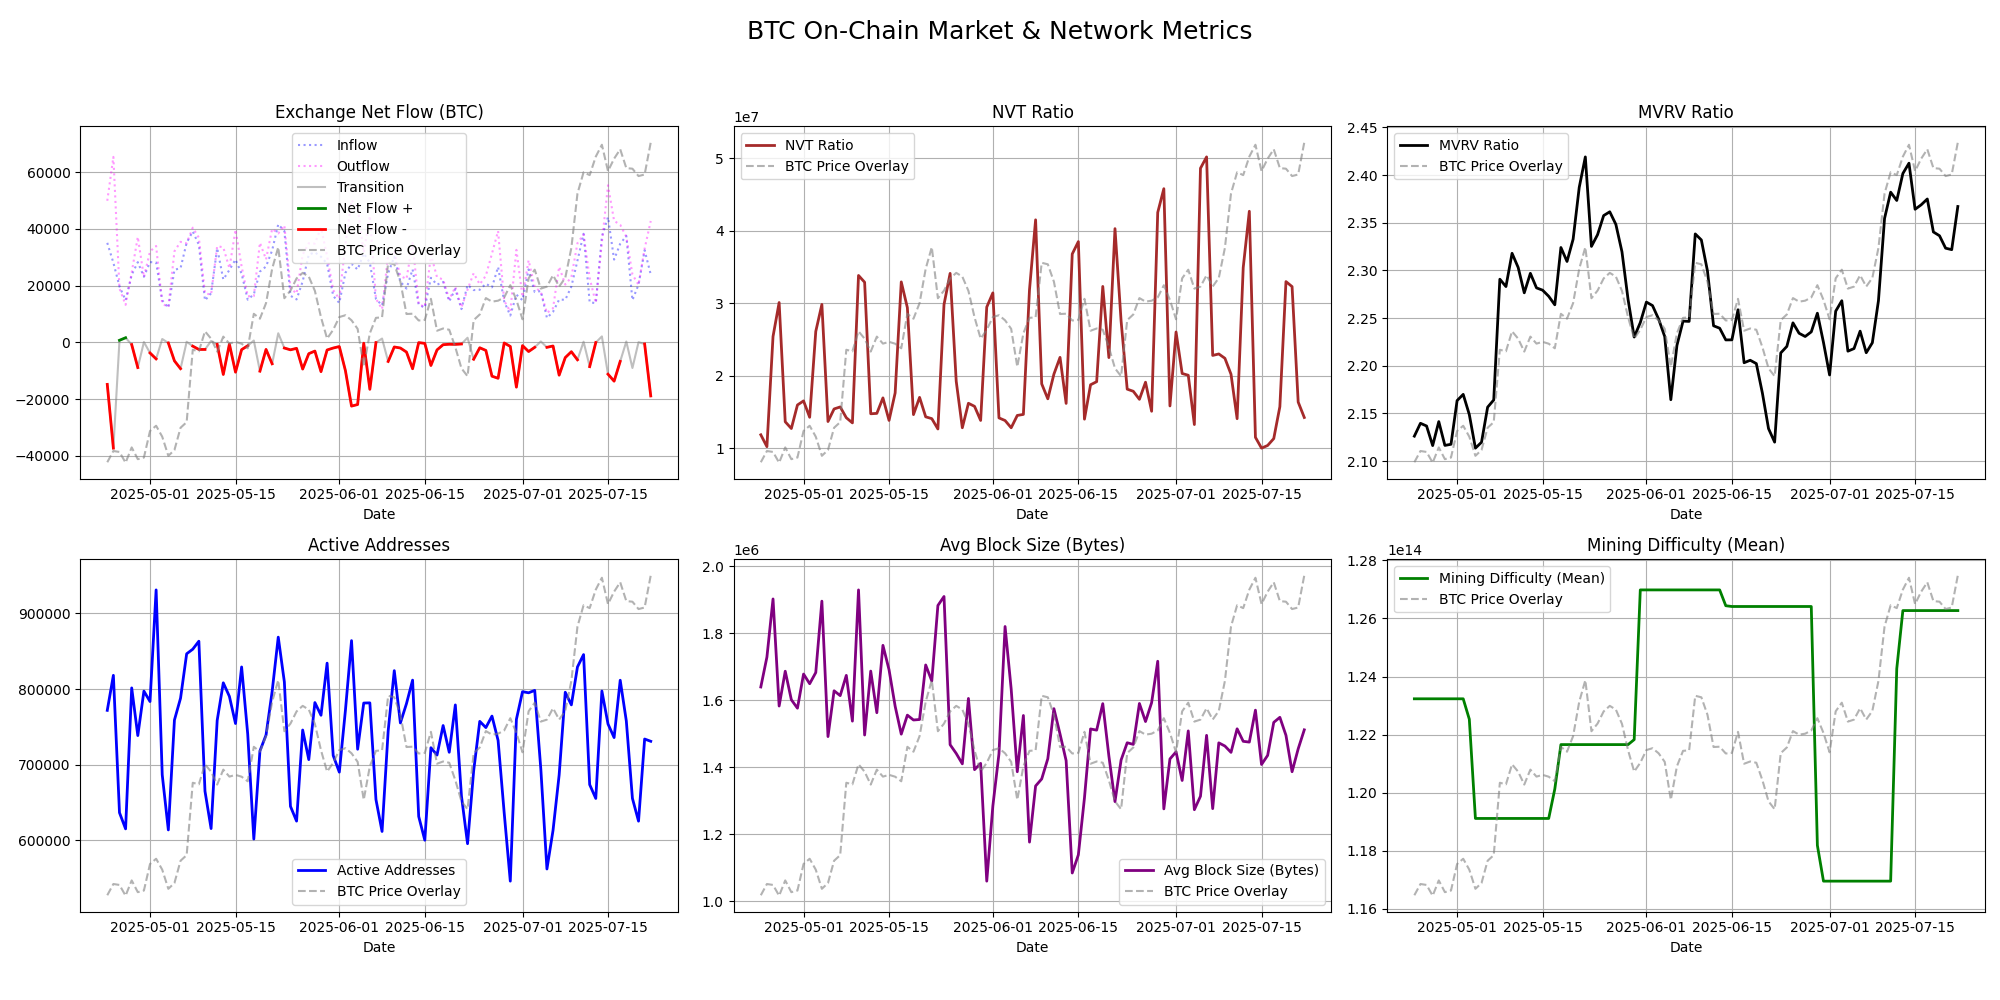 BTC On-Chain Market & Network Metrics
Exchange Net Flow (BTC)
Inflow
Outflow
Transition
Net Flow +
Net Flow -
BTC Price Overlay
60000
40000
20000
0
−20000
−40000
2025-05-01 2025-05-15 2025-06-01 2025-06-15 2025-07-01 2025-07-15
Date
NVT Ratio
1e7
NVT Ratio
BTC Price Overlay
5
4
3
2
1
2025-05-01 2025-05-15 2025-06-01 2025-06-15 2025-07-01 2025-07-15
Date
MVRV Ratio
MVRV Ratio
BTC Price Overlay
2.45
2.40
2.35
2.30
2.25
2.20
2.15
2.10
2025-05-01 2025-05-15 2025-06-01 2025-06-15 2025-07-01 2025-07-15
Date
Active Addresses
900000
800000
700000
600000
Active Addresses
BTC Price Overlay
2025-05-01 2025-05-15 2025-06-01 2025-06-15 2025-07-01 2025-07-15
Date
Avg Block Size (Bytes)
1e6
2.0
1.8
1.6
1.4
1.2
1.0
Avg Block Size (Bytes)
BTC Price Overlay
2025-05-01 2025-05-15 2025-06-01 2025-06-15 2025-07-01 2025-07-15
Date
Mining Difficulty (Mean)
1e14
Mining Difficulty (Mean)
BTC Price Overlay
1.28
1.26
1.24
1.22
1.20
1.18
1.16
2025-05-01 2025-05-15 2025-06-01 2025-06-15 2025-07-01 2025-07-15
Date